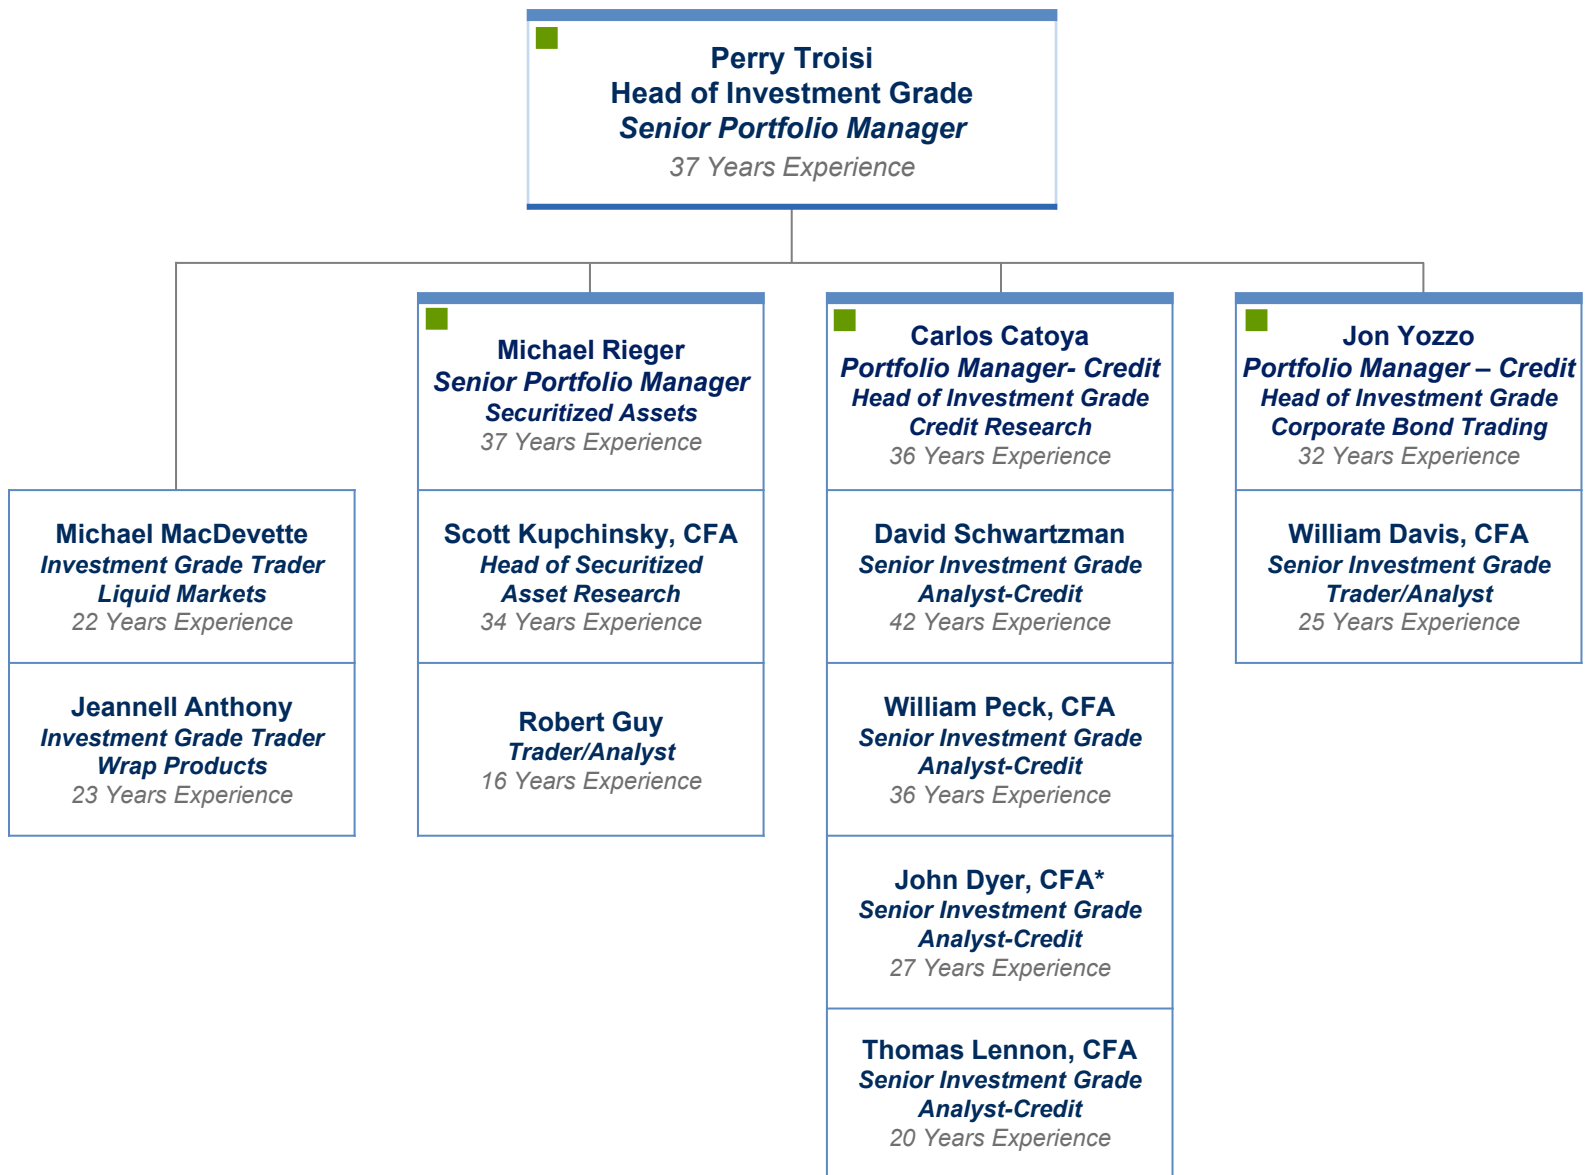 Perry Troisi
Head of Investment Grade
Senior Portfolio Manager
37 Years Experience
Michael MacDevette
Investment Grade Trader
Liquid Markets
22 Years Experience
Jeannell Anthony
Investment Grade Trader
Wrap Products
23 Years Experience
Michael Rieger
Senior Portfolio Manager
Securitized Assets
37 Years Experience
Scott Kupchinsky, CFA
Head of Securitized
Asset Research
34 Years Experience
Robert Guy
Trader/Analyst
16 Years Experience
Carlos Catoya
Portfolio Manager- Credit
Head of Investment Grade
Credit Research
36 Years Experience
David Schwartzman
Senior Investment Grade
Analyst-Credit
42 Years Experience
William Peck, CFA
Senior Investment Grade
Analyst-Credit
36 Years Experience
John Dyer, CFA*
Senior Investment Grade
Analyst-Credit
27 Years Experience
Thomas Lennon, CFA
Senior Investment Grade
Analyst-Credit
20 Years Experience
Jon Yozzo
Portfolio Manager – Credit
Head of Investment Grade
Corporate Bond Trading
32 Years Experience
William Davis, CFA
Senior Investment Grade
Trader/Analyst
25 Years Experience